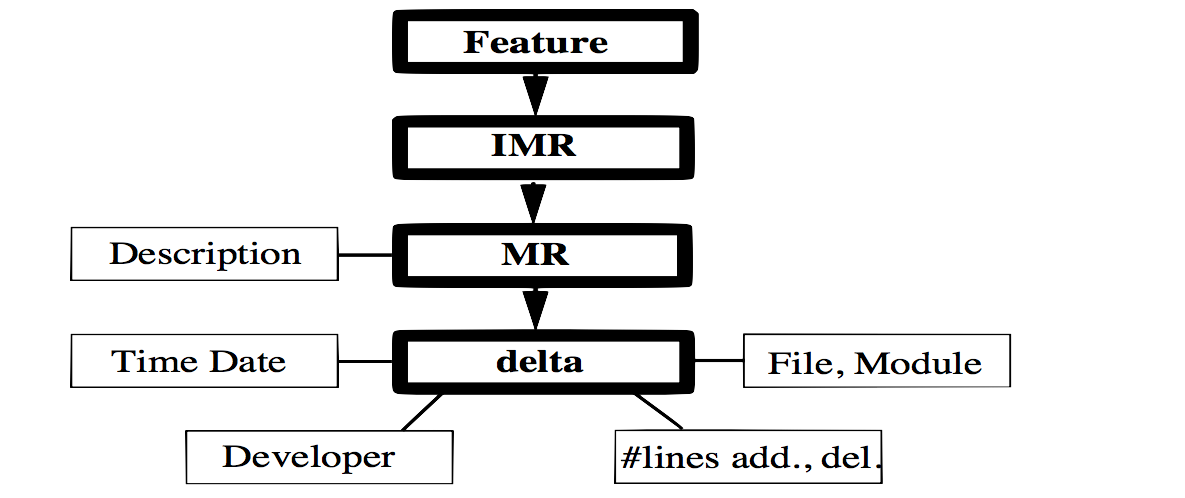 Feature
IMR
Description
MR
Time Date
delta
File, Module
Developer
#lines add., del.